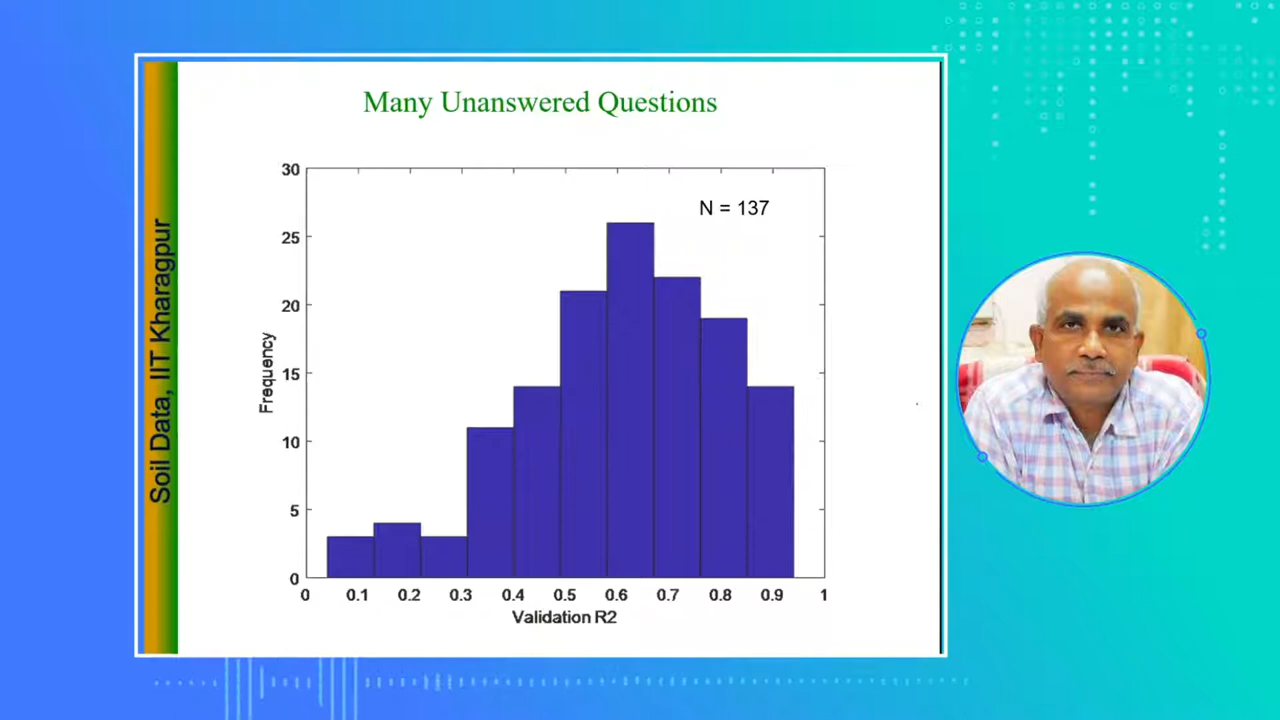 Many Unanswered Questions
Soil Data, IIT Kharagpur
N = 137
Frequency
30
25
20
15
10
5
0
0 0.1 0.2 0.3 0.4 0.5 0.6 0.7 0.8 0.9 1
Validation R2